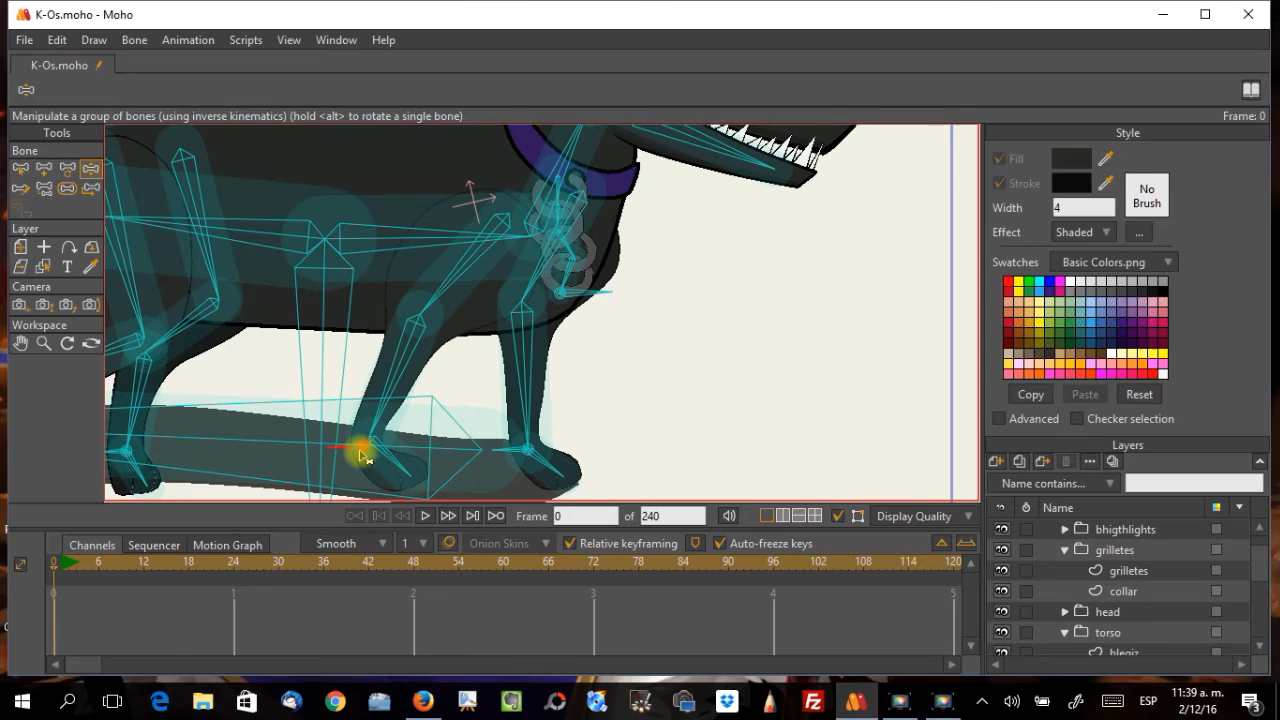 K-Os.moho - Moho
File Edit Draw Bone Animation Scripts View Window Help
K-Os.moho
Manipulate a group of bones (using inverse kinematics) (hold <alt> to rotate a single bone)
Frame: 0
Tools
Bone
Layer
Camera
Workspace
Style
Fill
Stroke
No
Brush
Width 4
Effect Shaded ...
Swatches Basic Colors.png
Copy Paste Reset
Advanced Checker selection
Layers
Name contains...
Name
bhigthlights
grilletes
grilletes
collar
head
torso
bleqiz
Frame 0 of 240 Display Quality
Channels Sequencer Motion Graph Smooth 1 Onion Skins Relative keyframing Auto-freeze keys
0 6 12 18 24 30 36 42 48 54 60 66 72 78 84 90 96 102 108 114 120
0 1 2 3 4 5
ESP
11:39 a. m.
2/12/16
3